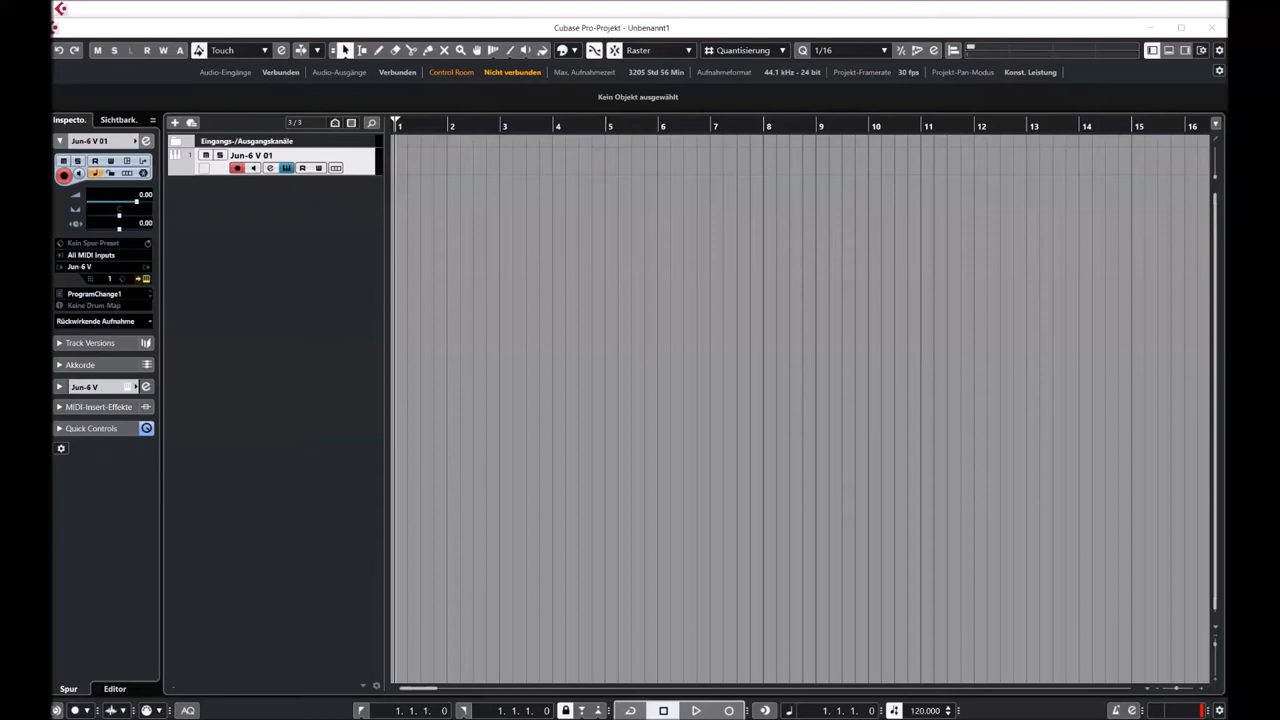 Cubase Pro-Projekt - Unbenannt1
M S L R W A Touch Raster Quantisierung Q 1/16
Audio-Eingänge Verbunden Audio-Ausgänge Verbunden Control Room Nicht verbunden Max. Aufnahmezeit 3205 Std 56 Min Aufnahmeformat 44.1 kHz - 24 bit Projekt-Framerate 30 fps Projekt-Pan-Modus Konst. Leistung
Kein Objekt ausgewählt
Inspecto. Sichtbark. 3/3 1 2 3 4 5 6 7 8 9 10 11 12 13 14 15 16
Jun-6 V 01 Eingangs-/Ausgangskanäle
1 m S Jun-6 V 01
m S R
R
0.00
C
0.00
Kein Spur-Preset
All MIDI Inputs
Jun-6 V
1
ProgramChange1
Keine Drum-Map
Rückwirkende Aufnahme
Track Versions
Akkorde
Jun-6 V
MIDI-Insert-Effekte
Quick Controls
Spur Editor
AQ 1. 1. 1. 0 1. 1. 1. 0 1. 1. 1. 0 120.000